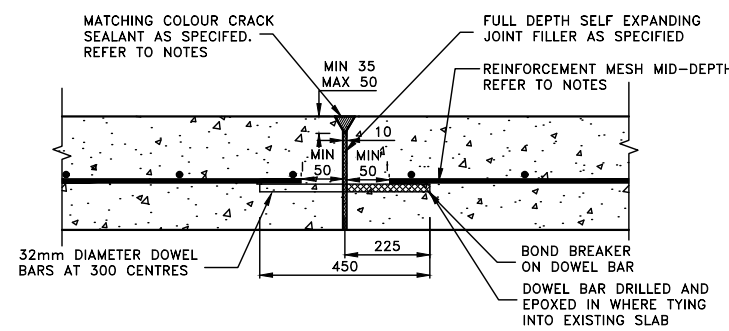 MATCHING COLOUR CRACK
SEALANT AS SPECIFED.
REFER TO NOTES
FULL DEPTH SELF EXPANDING
JOINT FILLER AS SPECIFIED
MIN 35
MAX 50
REINFORCEMENT MESH MID-DEPTH
REFER TO NOTES
10
MIN
50
MIN
50
32mm DIAMETER DOWEL
BARS AT 300 CENTRES
225
450
BOND BREAKER
ON DOWEL BAR
DOWEL BAR DRILLED AND
EPOXED IN WHERE TYING
INTO EXISTING SLAB